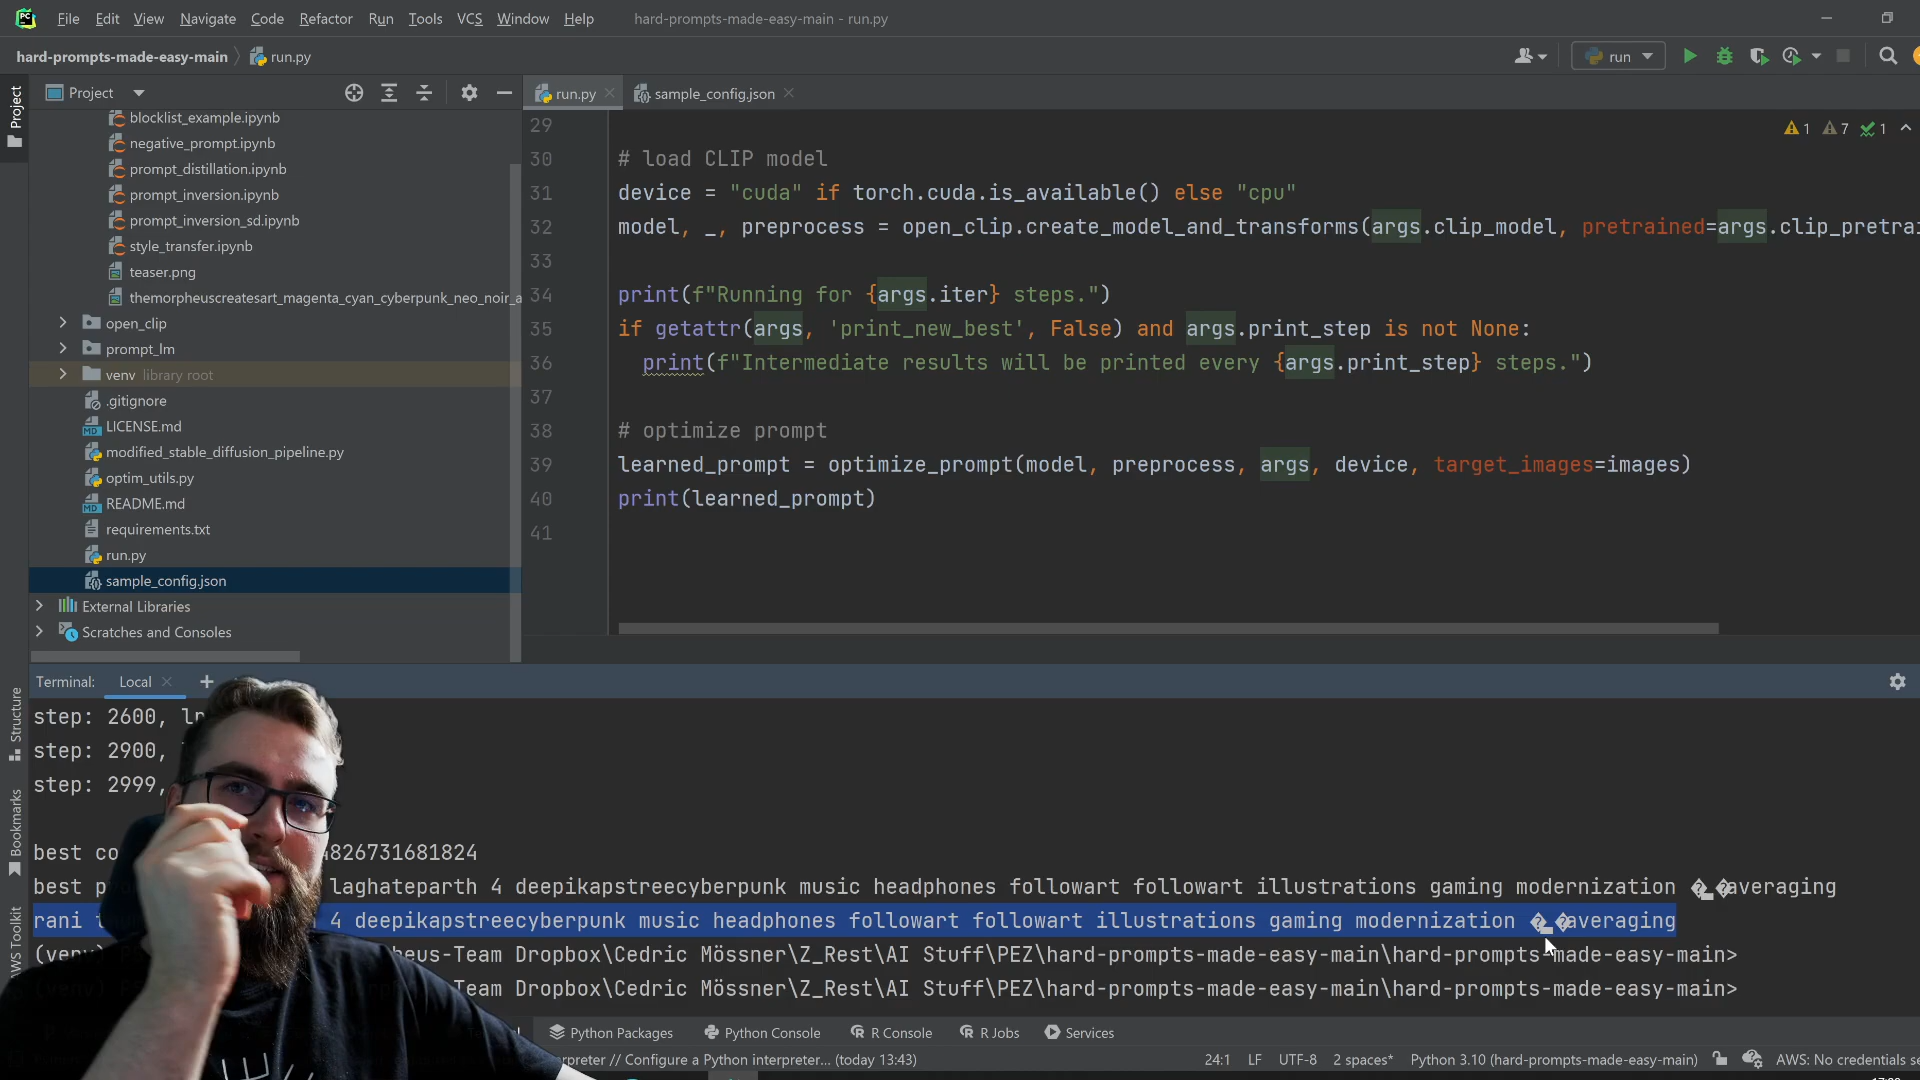 File Edit View Navigate Code Refactor Run Tools VCS Window Help hard-prompts-made-easy-main - run.py
hard-prompts-made-easy-main run.py run
Project
Project
blocklist_example.ipynb
negative_prompt.ipynb
prompt_distillation.ipynb
prompt_inversion.ipynb
prompt_inversion_sd.ipynb
style_transfer.ipynb
teaser.png
themorpheuscreatesart_magenta_cyan_cyberpunk_neo_noir_a
open_clip
prompt_lm
venv library root
.gitignore
LICENSE.md
modified_stable_diffusion_pipeline.py
optim_utils.py
README.md
requirements.txt
run.py
sample_config.json
External Libraries
Scratches and Consoles
run.py sample_config.json
1 7 1
29
30 # load CLIP model
31 device = "cuda" if torch.cuda.is_available() else "cpu"
32 model, _, preprocess = open_clip.create_model_and_transforms(args.clip_model, pretrained=args.clip_pretrai
33
34 print(f"Running for {args.iter} steps.")
35 if getattr(args, 'print_new_best', False) and args.print_step is not None:
36 print(f"Intermediate results will be printed every {args.print_step} steps.")
37
38 # optimize prompt
39 learned_prompt = optimize_prompt(model, preprocess, args, device, target_images=images)
40 print(learned_prompt)
41
Structure
Bookmarks
AWS Toolkit
Terminal: Local
step: 2600,
step: 2900,
step: 2999,
best 826731681824
best laghateparth 4 deepikapstreecyberpunk music headphones followart followart illustrations gaming modernization �_�averaging
rani 4 deepikapstreecyberpunk music headphones followart followart illustrations gaming modernization �_�averaging
eus-Team Dropbox\Cedric Mössner\Z_Rest\AI Stuff\PEZ\hard-prompts-made-easy-main\hard-prompts-made-easy-main>
(venv) Team Dropbox\Cedric Mössner\Z_Rest\AI Stuff\PEZ\hard-prompts-made-easy-main\hard-prompts-made-easy-main>
Python Packages Python Console R Console R Jobs Services
rpreter // Configure a Python interpreter... (today 13:43) 24:1 LF UTF-8 2 spaces* Python 3.10 (hard-prompts-made-easy-main) AWS: No credentials se